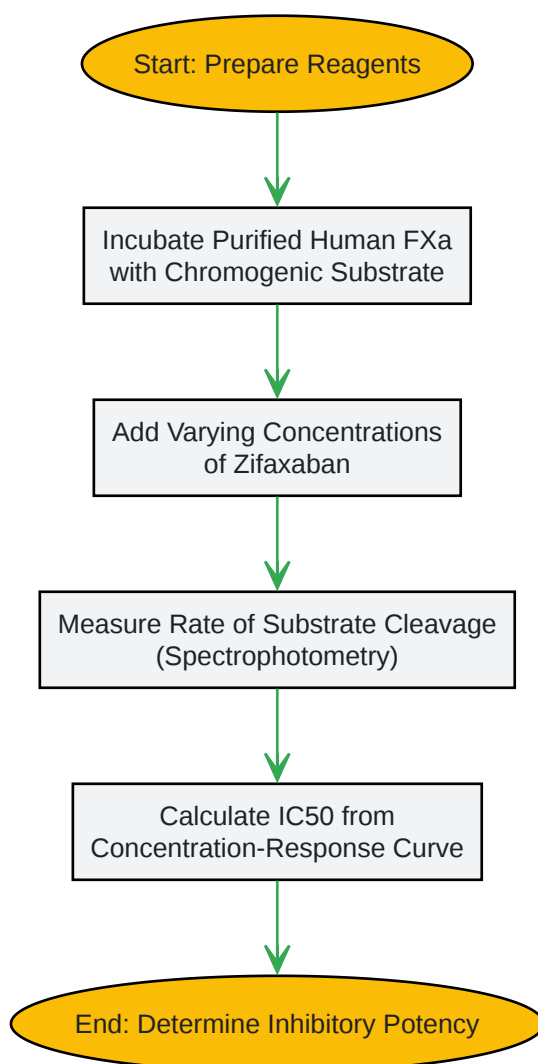 Start: Prepare Reagents
Incubate Purified Human FXa
with Chromogenic Substrate
Add Varying Concentrations
of Zifaxaban
Measure Rate of Substrate Cleavage
(Spectrophotometry)
Calculate IC50 from
Concentration-Response Curve
End: Determine Inhibitory Potency